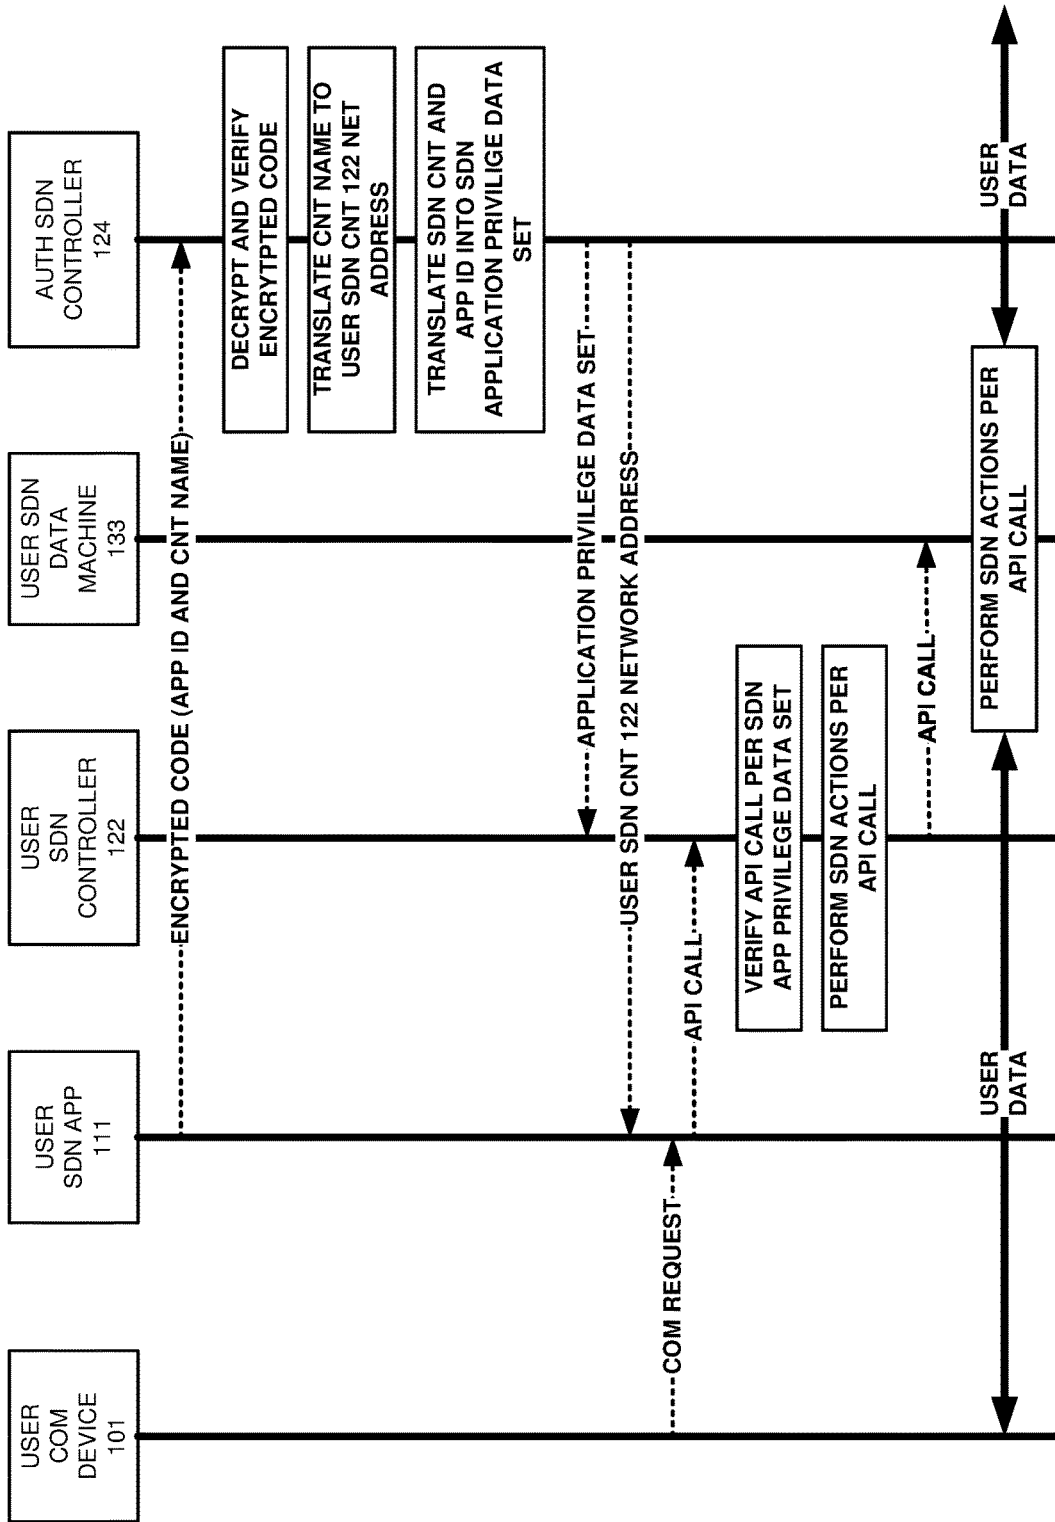 USER
COM
DEVICE
101
USER
SDN APP
111
USER
SDN
CONTROLLER
122
USER SDN
DATA
MACHINE
133
AUTH SDN
CONTROLLER
124
ENCRYPTED CODE (APP ID AND CNT NAME)
DECRYPT AND VERIFY
ENCRYTPTED CODE
TRANSLATE CNT NAME TO
USER SDN CNT 122 NET
ADDRESS
TRANSLATE SDN CNT AND
APP ID INTO SDN
APPLICATION PRIVILIGE DATA
SET
APPLICATION PRIVILEGE DATA SET
USER SDN CNT 122 NETWORK ADDRESS
COM REQUEST
API CALL
VERIFY API CALL PER SDN
APP PRIVILEGE DATA SET
PERFORM SDN ACTIONS PER
API CALL
API CALL
USER
DATA
PERFORM SDN ACTIONS PER
API CALL
USER
DATA